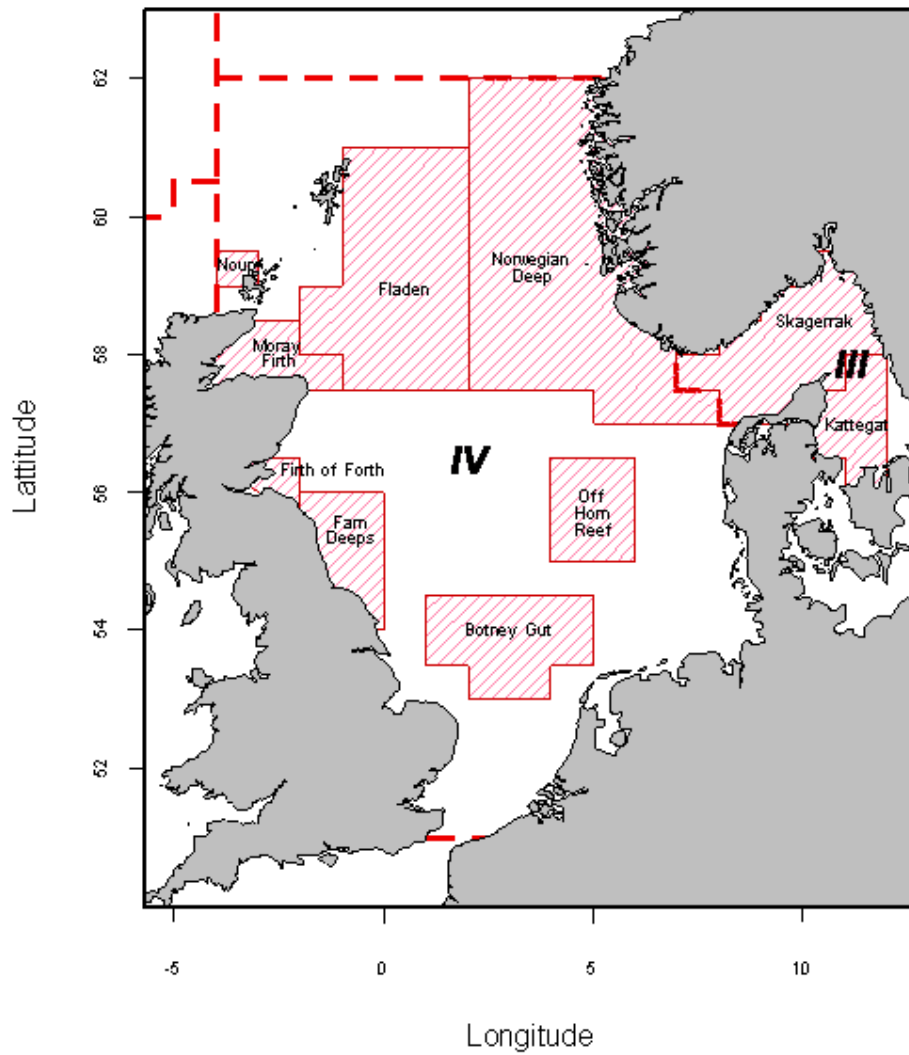 62
60
Noup
Norwegian
Deep
Fladen
Skagerrak
58
Moray
Firth
III
Kattegat
Lattitude
IV
Firth of Forth
56
Farn
Deeps
Off
Horn
Reef
54
Botney Gut
52
-5
0
5
10
Longitude